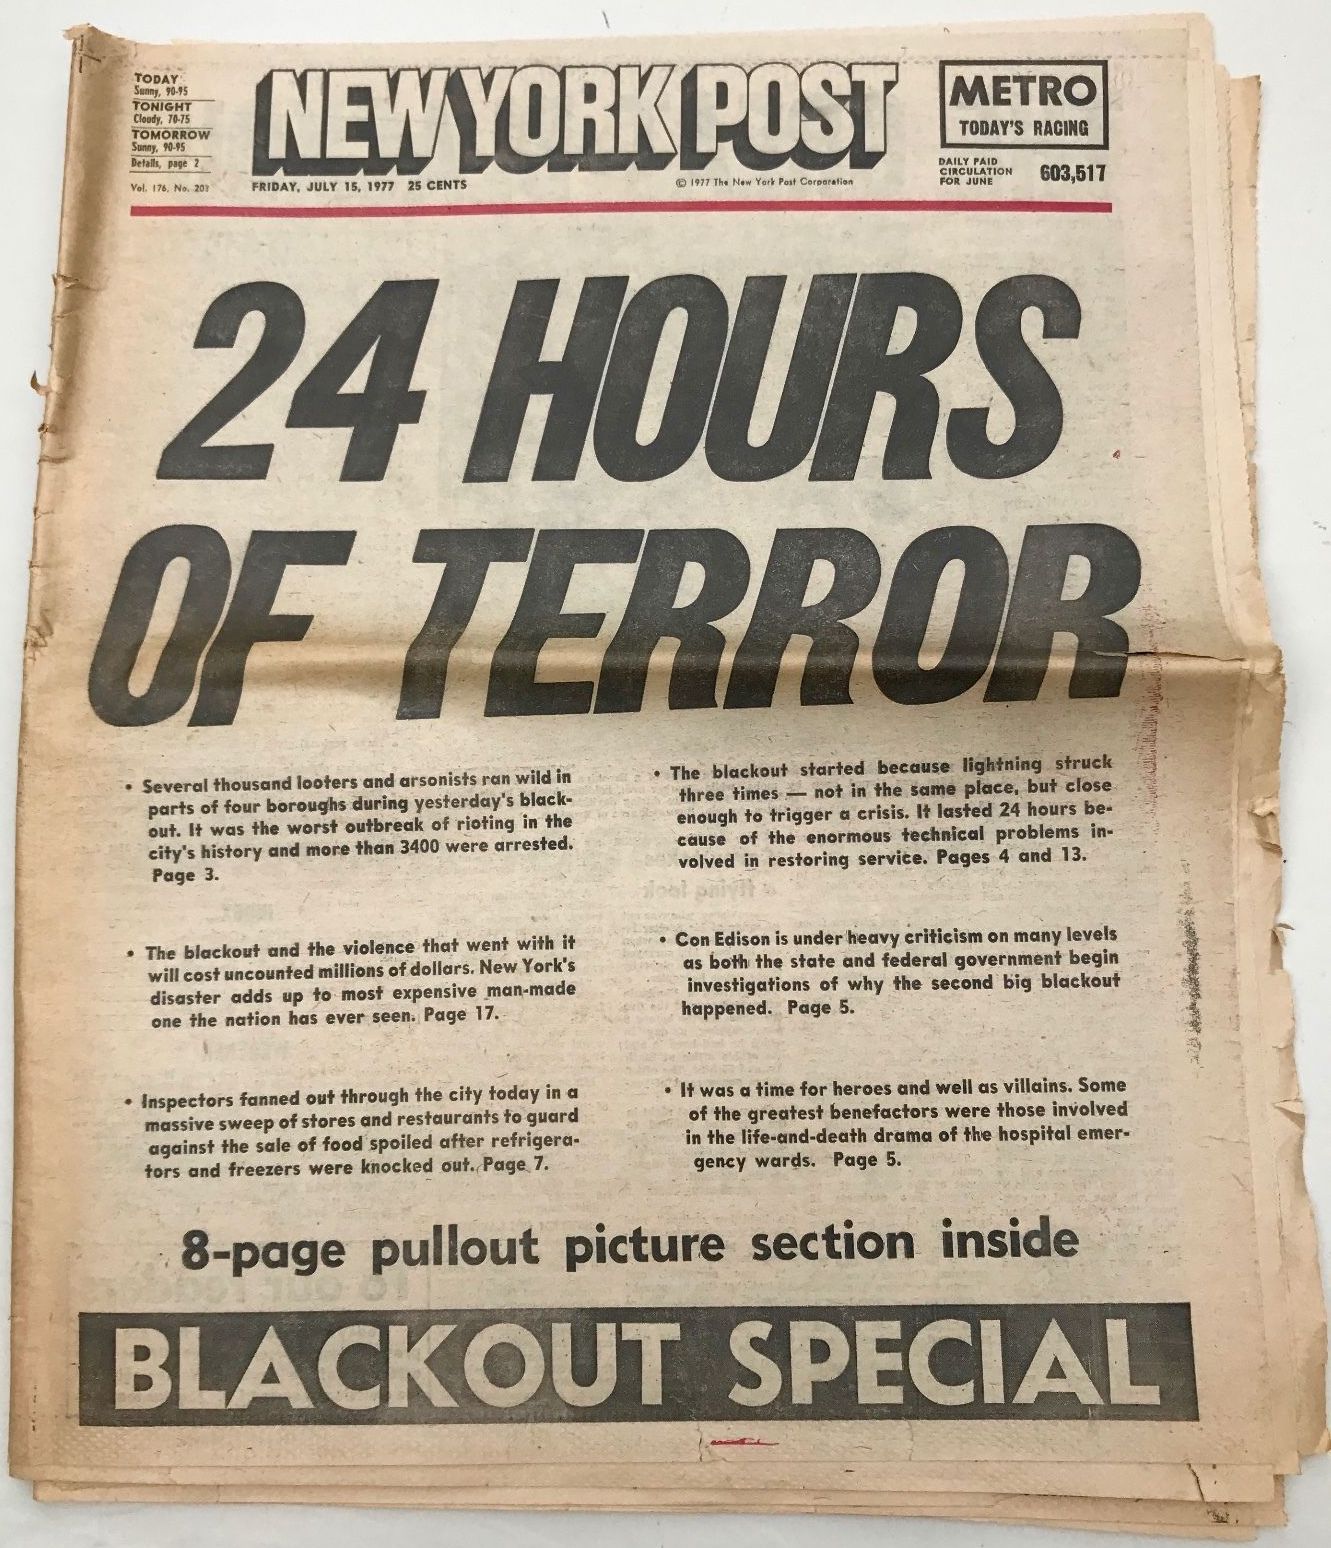 TODAY
Sunny, 90-95
TONIGHT
Cloudy, 70-75
TOMORROW
Sunny, 90-95
Details, page 2
Vol. 176, No. 203
NEW YORK POST
FRIDAY, JULY 15, 1977 25 CENTS
© 1977 The New York Post Corporation
METRO
TODAY'S RACING
DAILY PAID
CIRCULATION
FOR JUNE
603,517
24 HOURS
OF TERROR
• Several thousand looters and arsonists ran wild in
parts of four boroughs during yesterday's black-
out. It was the worst outbreak of rioting in the
city's history and more than 3400 were arrested.
Page 3.
• The blackout and the violence that went with it
will cost uncounted millions of dollars. New York's
disaster adds up to most expensive man-made
one the nation has ever seen. Page 17.
• Inspectors fanned out through the city today in a
massive sweep of stores and restaurants to guard
against the sale of food spoiled after refrigera-
tors and freezers were knocked out. Page 7.
• The blackout started because lightning struck
three times — not in the same place, but close
enough to trigger a crisis. It lasted 24 hours be-
cause of the enormous technical problems in-
volved in restoring service. Pages 4 and 13.
• Con Edison is under heavy criticism on many levels
as both the state and federal government begin
investigations of why the second big blackout
happened. Page 5.
• It was a time for heroes and well as villains. Some
of the greatest benefactors were those involved
in the life-and-death drama of the hospital emer-
gency wards. Page 5.
8-page pullout picture section inside
BLACKOUT SPECIAL